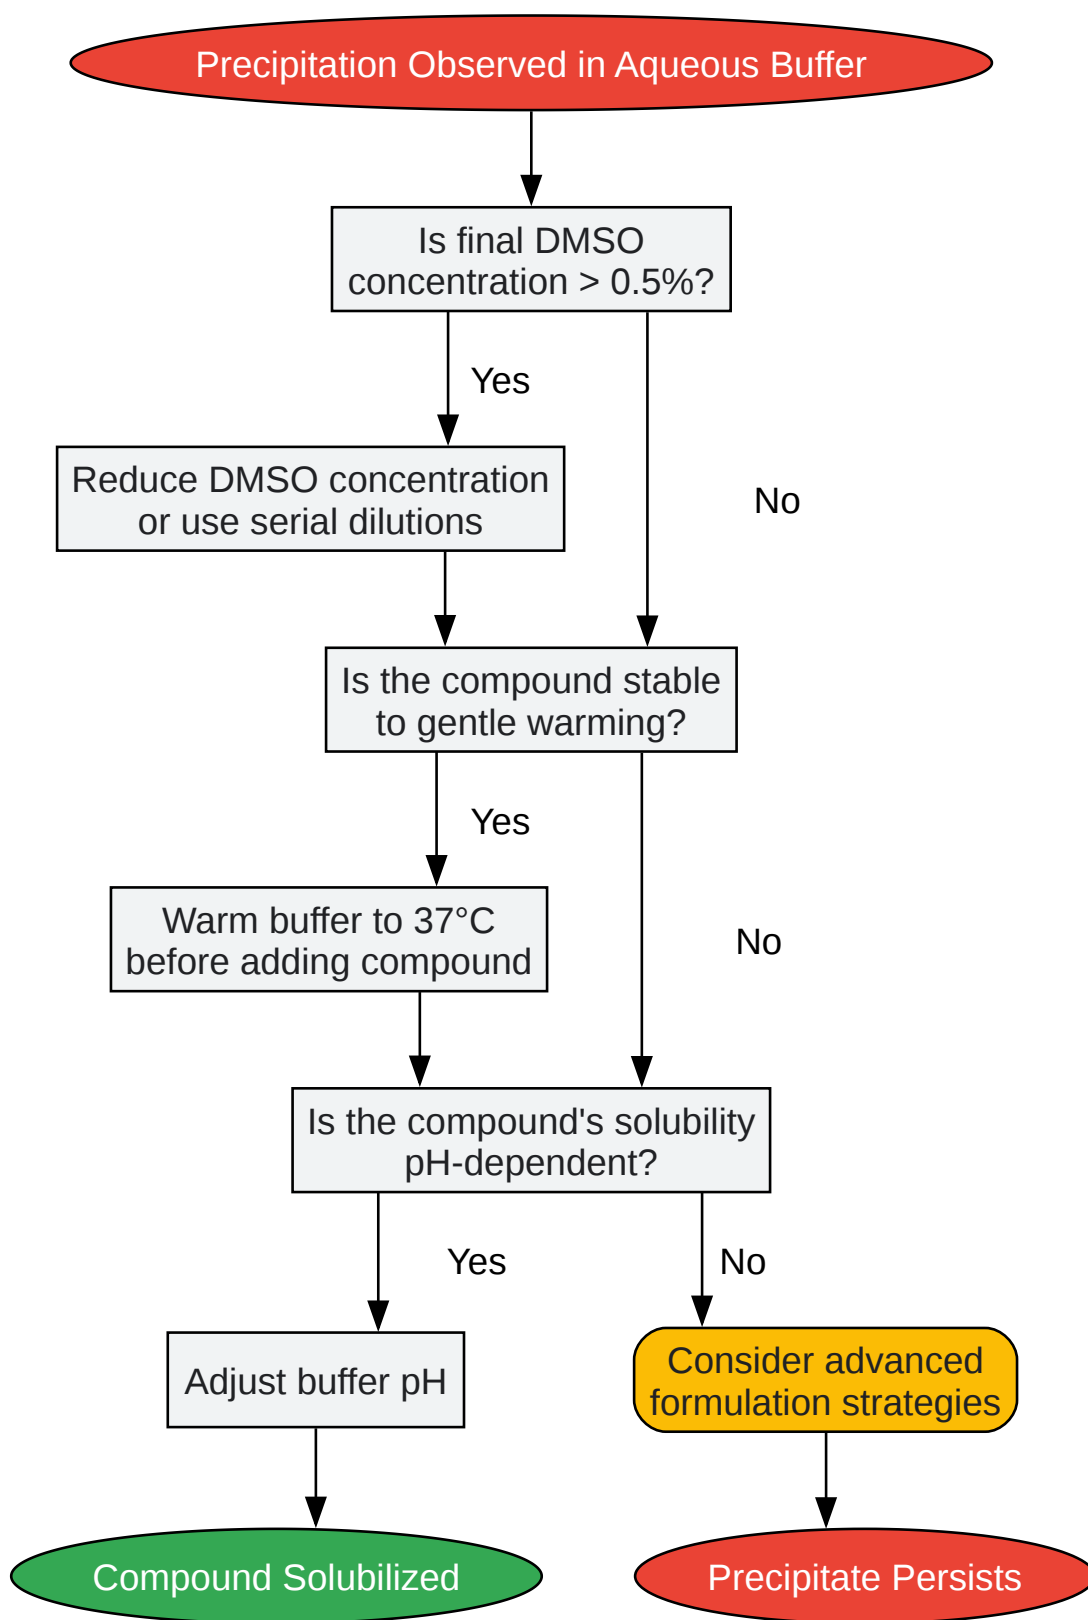 Precipitation Observed in Aqueous Buffer
Is final DMSO
concentration > 0.5%?
Yes
Reduce DMSO concentration
or use serial dilutions
No
Is the compound stable
to gentle warming?
Yes
Warm buffer to 37°C
before adding compound
No
Is the compound's solubility
pH-dependent?
Yes
No
Adjust buffer pH
Consider advanced
formulation strategies
Compound Solubilized
Precipitate Persists